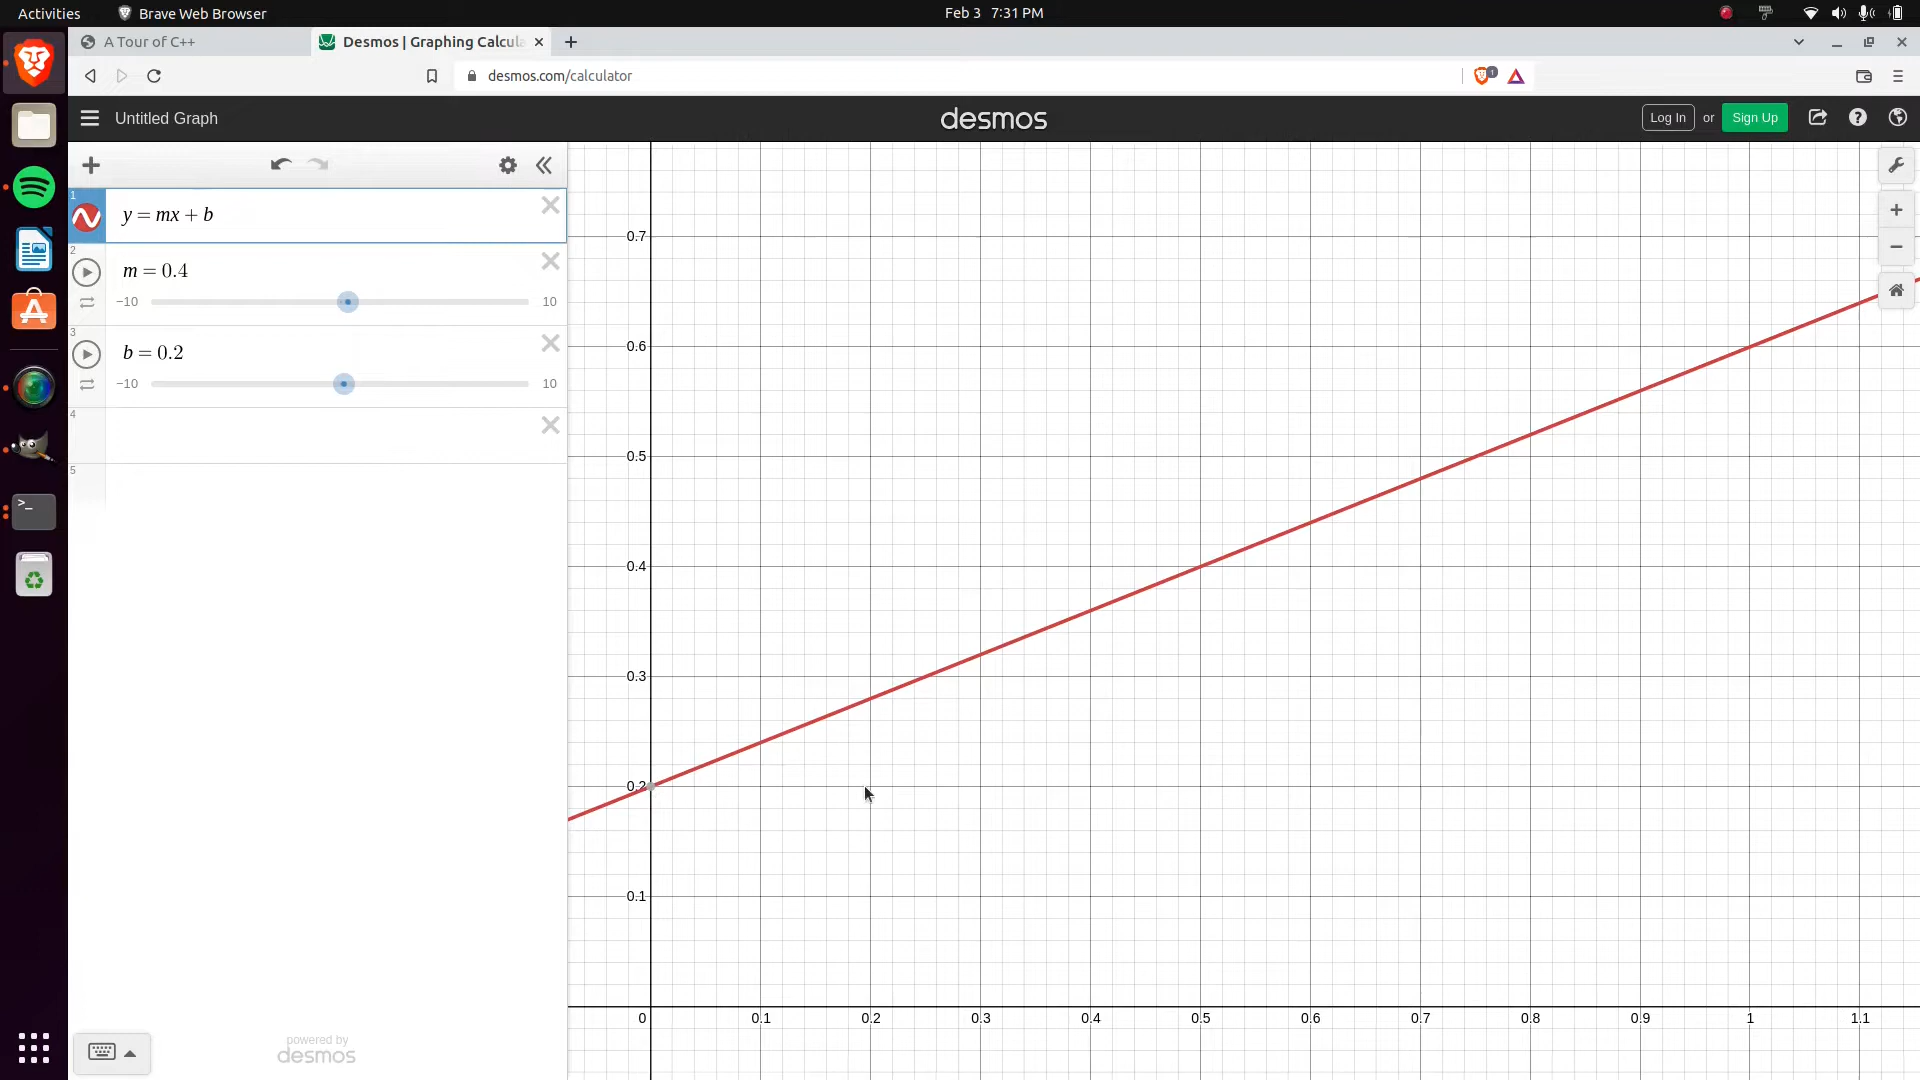 Activities
Brave Web Browser
Feb 3 7:31 PM
A Tour of C++
Desmos | Graphing Calcula
desmos.com/calculator
1
Untitled Graph
desmos
Log In or Sign Up
1
y = mx + b
2
m = 0.4
−10
10
3
b = 0.2
−10
10
4
5
powered by
desmos
0.7
0.6
0.5
0.4
0.3
0.2
0.1
0 0.1 0.2 0.3 0.4 0.5 0.6 0.7 0.8 0.9 1 1.1